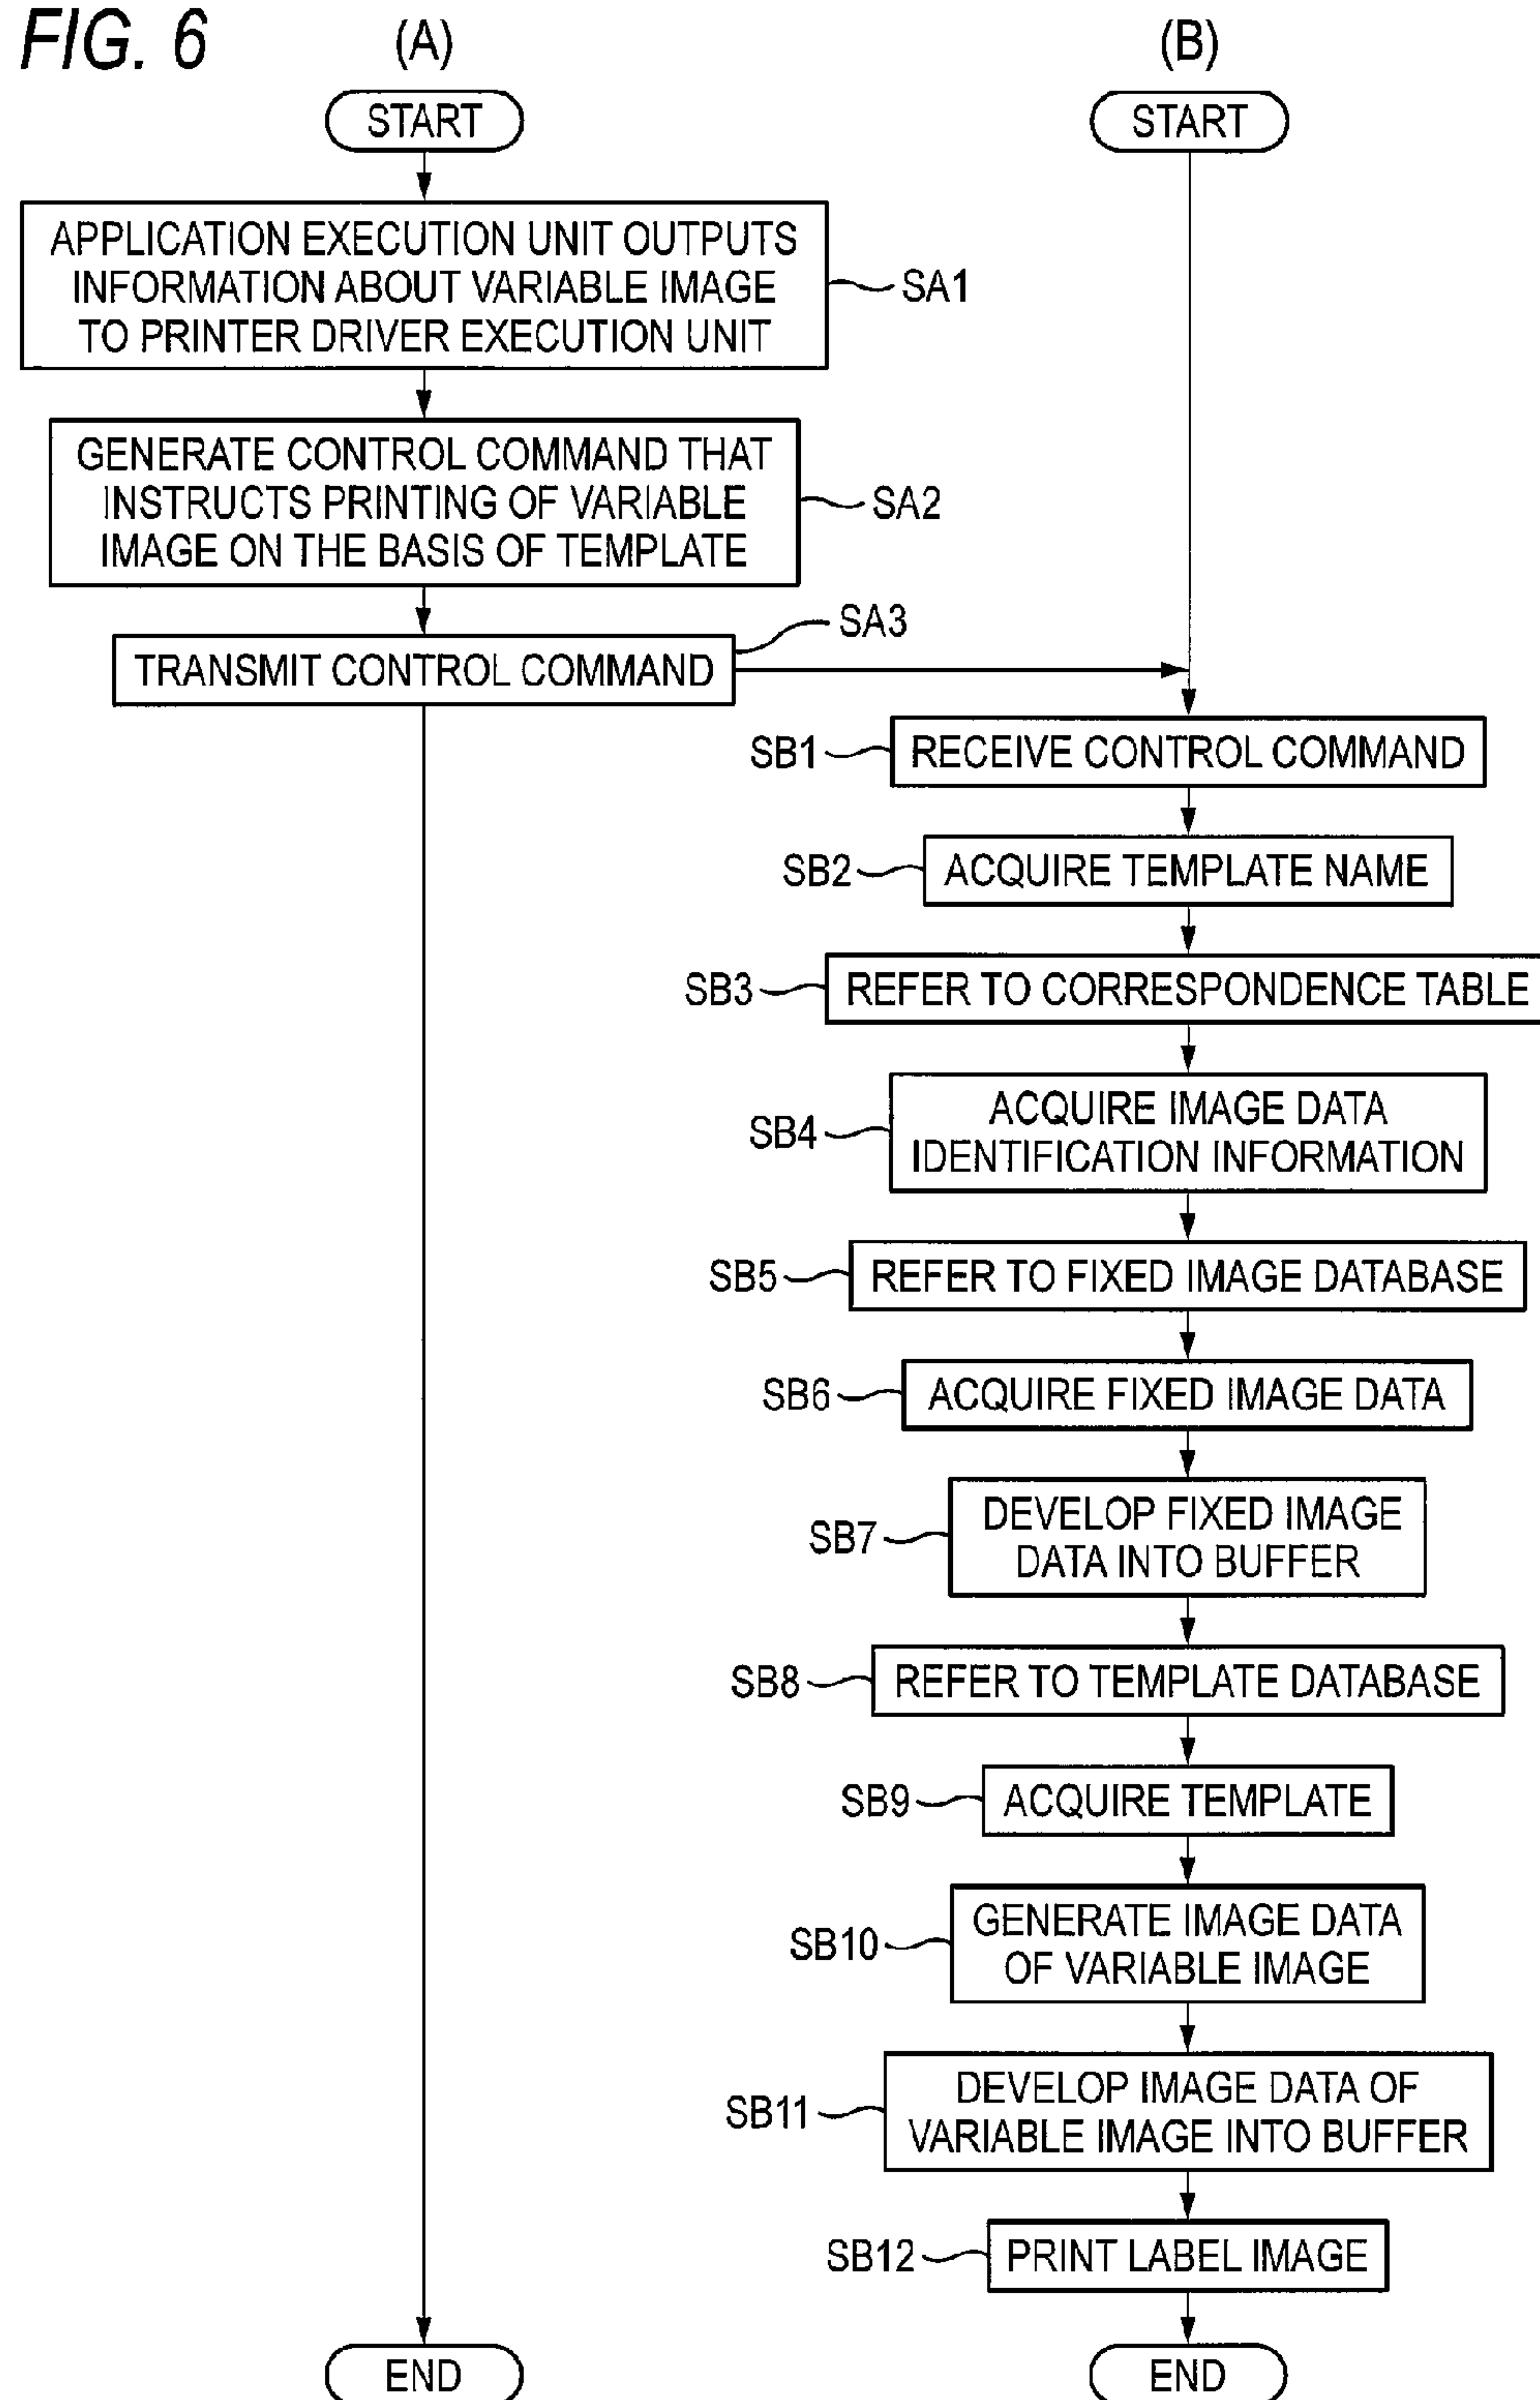 FIG. 6
(A)
START
APPLICATION EXECUTION UNIT OUTPUTS
INFORMATION ABOUT VARIABLE IMAGE
TO PRINTER DRIVER EXECUTION UNIT
SA1
GENERATE CONTROL COMMAND THAT
INSTRUCTS PRINTING OF VARIABLE
IMAGE ON THE BASIS OF TEMPLATE
SA2
SA3
TRANSMIT CONTROL COMMAND
END
(B)
START
SB1
RECEIVE CONTROL COMMAND
SB2
ACQUIRE TEMPLATE NAME
SB3
REFER TO CORRESPONDENCE TABLE
SB4
ACQUIRE IMAGE DATA
IDENTIFICATION INFORMATION
SB5
REFER TO FIXED IMAGE DATABASE
SB6
ACQUIRE FIXED IMAGE DATA
SB7
DEVELOP FIXED IMAGE
DATA INTO BUFFER
SB8
REFER TO TEMPLATE DATABASE
SB9
ACQUIRE TEMPLATE
SB10
GENERATE IMAGE DATA
OF VARIABLE IMAGE
SB11
DEVELOP IMAGE DATA OF
VARIABLE IMAGE INTO BUFFER
SB12
PRINT LABEL IMAGE
END